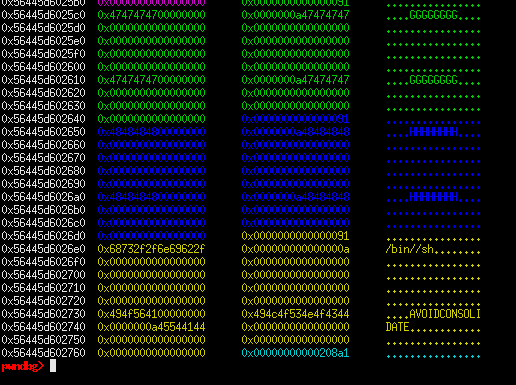 0x56445d6025b0 0x0000000000000000 0x0000000000000091 ................
0x56445d6025c0 0x4747474700000000 0x0000000a47474747 ....GGGGGGGG....
0x56445d6025d0 0x0000000000000000 0x0000000000000000 ................
0x56445d6025e0 0x0000000000000000 0x0000000000000000 ................
0x56445d6025f0 0x0000000000000000 0x0000000000000000 ................
0x56445d602600 0x0000000000000000 0x0000000000000000 ................
0x56445d602610 0x4747474700000000 0x0000000a47474747 ....GGGGGGGG....
0x56445d602620 0x0000000000000000 0x0000000000000000 ................
0x56445d602630 0x0000000000000000 0x0000000000000000 ................
0x56445d602640 0x0000000000000000 0x0000000000000091 ................
0x56445d602650 0x4848484800000000 0x0000000a48484848 ....HHHHHHHH....
0x56445d602660 0x0000000000000000 0x0000000000000000 ................
0x56445d602670 0x0000000000000000 0x0000000000000000 ................
0x56445d602680 0x0000000000000000 0x0000000000000000 ................
0x56445d602690 0x0000000000000000 0x0000000000000000 ................
0x56445d6026a0 0x4848484800000000 0x0000000a48484848 ....HHHHHHHH....
0x56445d6026b0 0x0000000000000000 0x0000000000000000 ................
0x56445d6026c0 0x0000000000000000 0x0000000000000000 ................
0x56445d6026d0 0x0000000000000000 0x0000000000000091 ................
0x56445d6026e0 0x68732f2f6e69622f 0x000000000000000a /bin//sh........
0x56445d6026f0 0x0000000000000000 0x0000000000000000 ................
0x56445d602700 0x0000000000000000 0x0000000000000000 ................
0x56445d602710 0x0000000000000000 0x0000000000000000 ................
0x56445d602720 0x0000000000000000 0x0000000000000000 ................
0x56445d602730 0x494f564100000000 0x494c4f534e4f4344 ....AVOIDCONSOLI
0x56445d602740 0x0000000a45544144 0x0000000000000000 DATE............
0x56445d602750 0x0000000000000000 0x0000000000000000 ................
0x56445d602760 0x0000000000000000 0x00000000000208a1 ................
pwndbg>